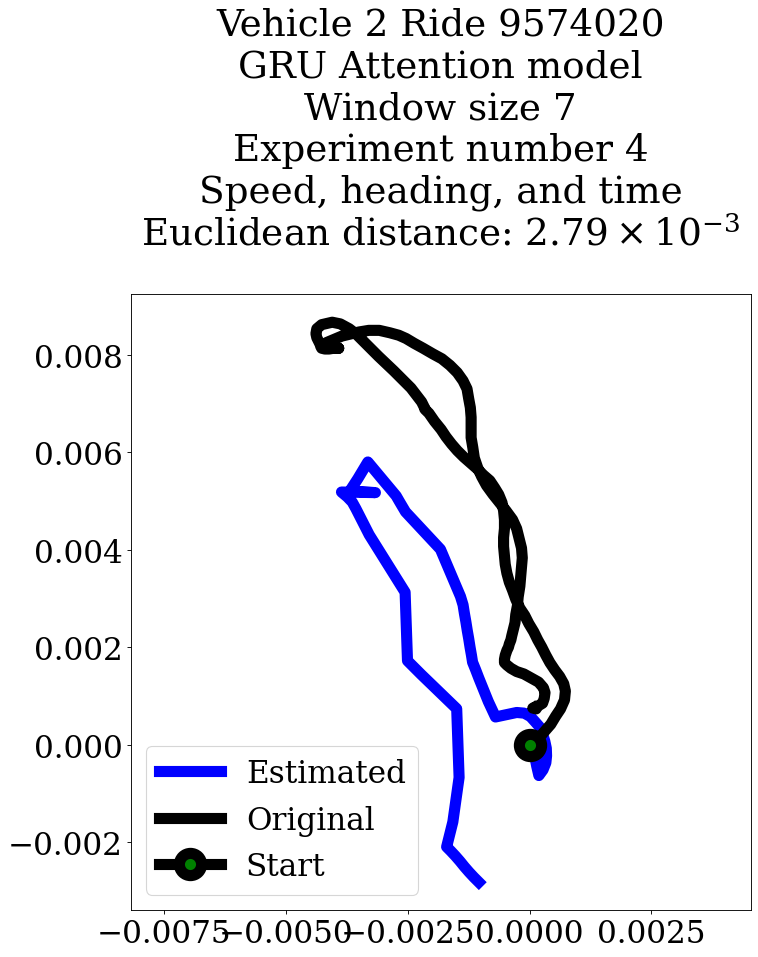 Vehicle 2 Ride 9574020
GRU Attention model
Window size 7
Experiment number 4
Speed, heading, and time
Euclidean distance: 2.79 × 10⁻³
0.008
0.006
0.004
0.002
0.000
−0.002
Estimated
Original
Start
−0.0075 −0.0050 −0.0025 0.0000 0.0025